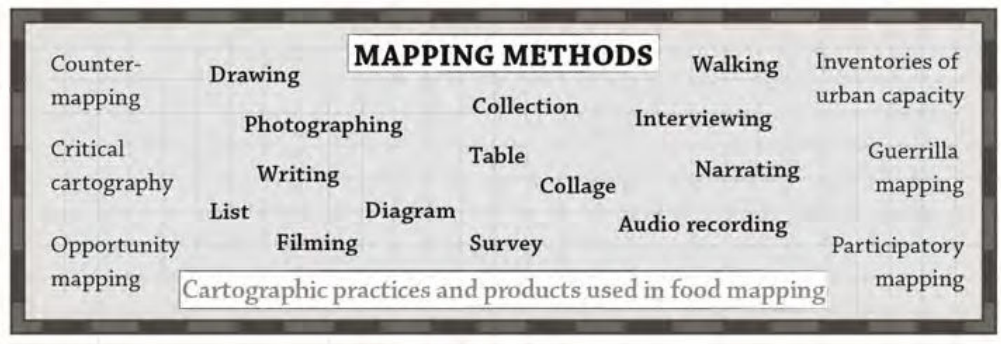 MAPPING METHODS
Counter-
mapping
Drawing
Walking
Inventories of
urban capacity
Collection
Photographing
Interviewing
Critical
cartography
Table
Guerrilla
mapping
Writing
Narrating
Collage
List
Diagram
Audio recording
Opportunity
mapping
Filming
Survey
Participatory
mapping
Cartographic practices and products used in food mapping